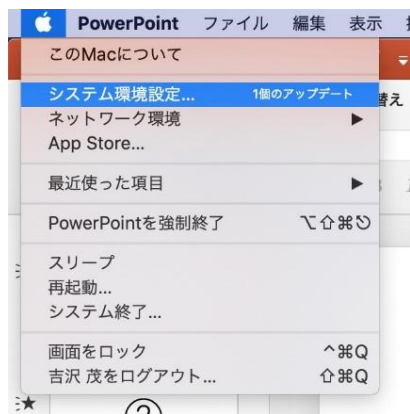 PowerPoint ファイル 編集 表示
このMacについて
システム環境設定... 1個のアップデート
替え
ネットワーク環境 ▶
App Store...
最近使った項目 ▶
PowerPointを強制終了 ⌥⇧⌘⎋
スリープ
再起動...
システム終了...
画面をロック ^⌘Q
吉沢 茂をログアウト... ⇧⌘Q
②